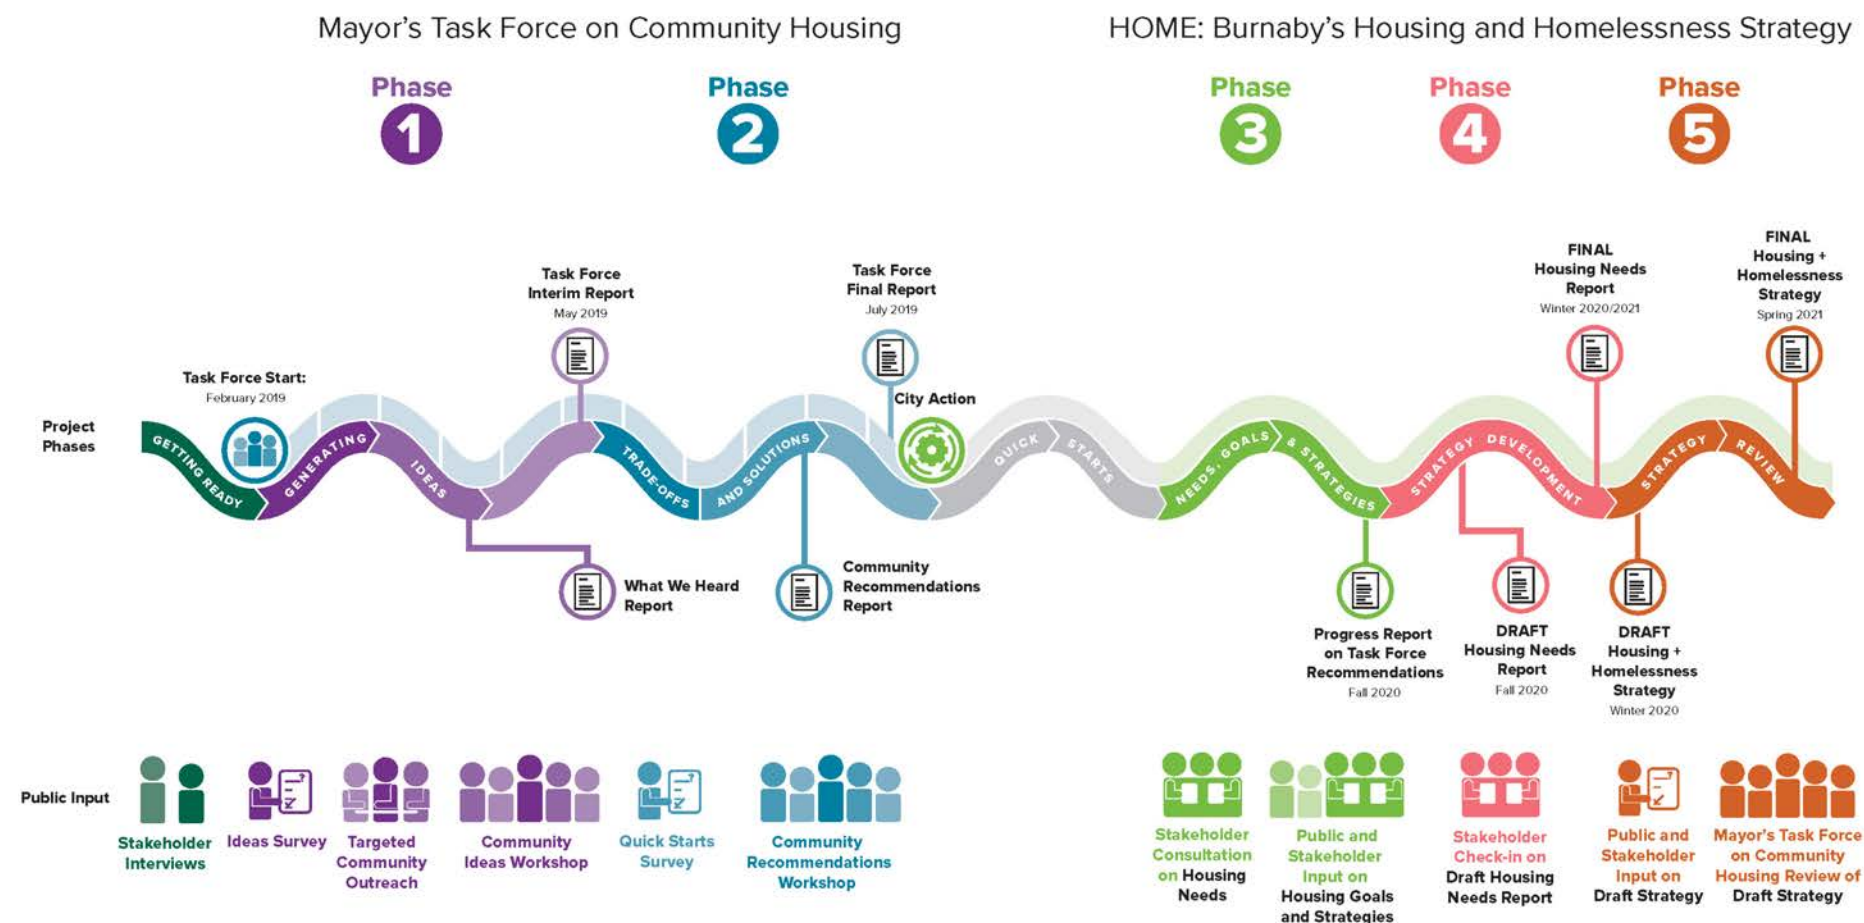 Mayor's Task Force on Community Housing
HOME: Burnaby's Housing and Homelessness Strategy
Phase
1
Phase
2
Phase
3
Phase
4
Phase
5
Task Force Start:
February 2019
Task Force
Interim Report
May 2019
Task Force
Final Report
July 2019
City Action
FINAL
Housing Needs
Report
Winter 2020/2021
FINAL
Housing +
Homelessness
Strategy
Spring 2021
Project
Phases
GETTING READY
GENERATING
IDEAS
TRADE-OFFS
AND SOLUTIONS
QUICK
STARTS
NEEDS, GOALS
& STRATEGIES
STRATEGY DEVELOPMENT
STRATEGY
REVIEW
What We Heard
Report
Community
Recommendations
Report
Progress Report
on Task Force
Recommendations
Fall 2020
DRAFT
Housing Needs
Report
Fall 2020
DRAFT
Housing +
Homelessness
Strategy
Winter 2020
Public Input
Stakeholder
Interviews
Ideas Survey
Targeted
Community
Outreach
Community
Ideas Workshop
Quick Starts
Survey
Community
Recommendations
Workshop
Stakeholder
Consultation
on Housing
Needs
Public and
Stakeholder
Input on
Housing Goals
and Strategies
Stakeholder
Check-in on
Draft Housing
Needs Report
Public and
Stakeholder
Input on
Draft Strategy
Mayor's Task Force
on Community
Housing Review of
Draft Strategy